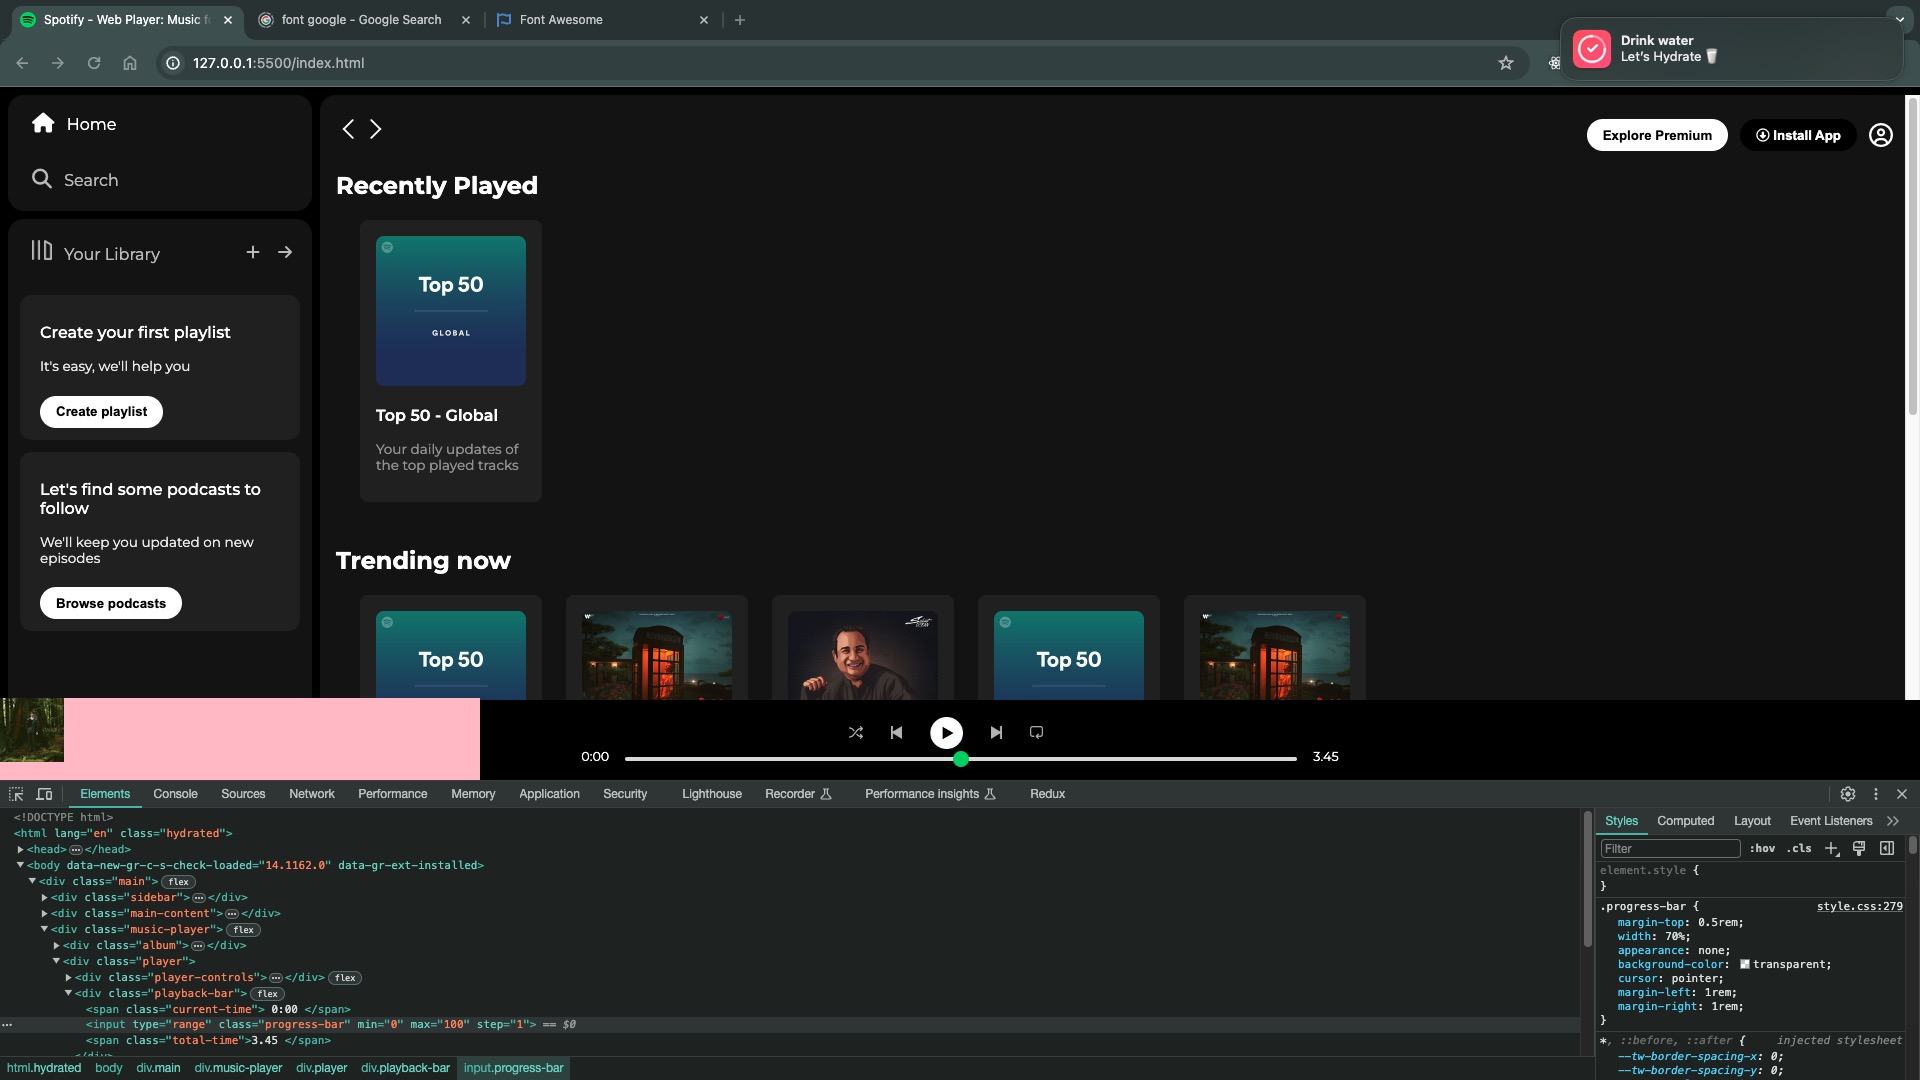 Spotify - Web Player: Music f
font google - Google Search
Font Awesome
127.0.0.1:5500/index.html
Drink water
Let's Hydrate 🥛
Home
Search
Your Library
Create your first playlist
It's easy, we'll help you
Create playlist
Let's find some podcasts to
follow
We'll keep you updated on new
episodes
Browse podcasts
Explore Premium
Install App
Recently Played
Top 50
GLOBAL
Top 50 - Global
Your daily updates of
the top played tracks
Trending now
Top 50
Top 50
0:00
3.45
Elements Console Sources Network Performance Memory Application Security Lighthouse Recorder Performance insights Redux
<!DOCTYPE html>
<html lang="en" class="hydrated">
<head>…</head>
<body data-new-gr-c-s-check-loaded="14.1162.0" data-gr-ext-installed>
<div class="main"> flex
<div class="sidebar">…</div>
<div class="main-content">…</div>
<div class="music-player"> flex
<div class="album">…</div>
<div class="player">
<div class="player-controls">…</div> flex
<div class="playback-bar"> flex
<span class="current-time"> 0:00 </span>
… <input type="range" class="progress-bar" min="0" max="100" step="1"> == $0
<span class="total-time">3.45 </span>
</div>
html.hydrated body div.main div.music-player div.player div.playback-bar input.progress-bar
Styles Computed Layout Event Listeners
Filter :hov .cls
element.style {
}
.progress-bar { style.css:279
margin-top: 0.5rem;
width: 70%;
appearance: none;
background-color: transparent;
cursor: pointer;
margin-left: 1rem;
margin-right: 1rem;
}
*, ::before, ::after { injected stylesheet
--tw-border-spacing-x: 0;
--tw-border-spacing-y: 0;